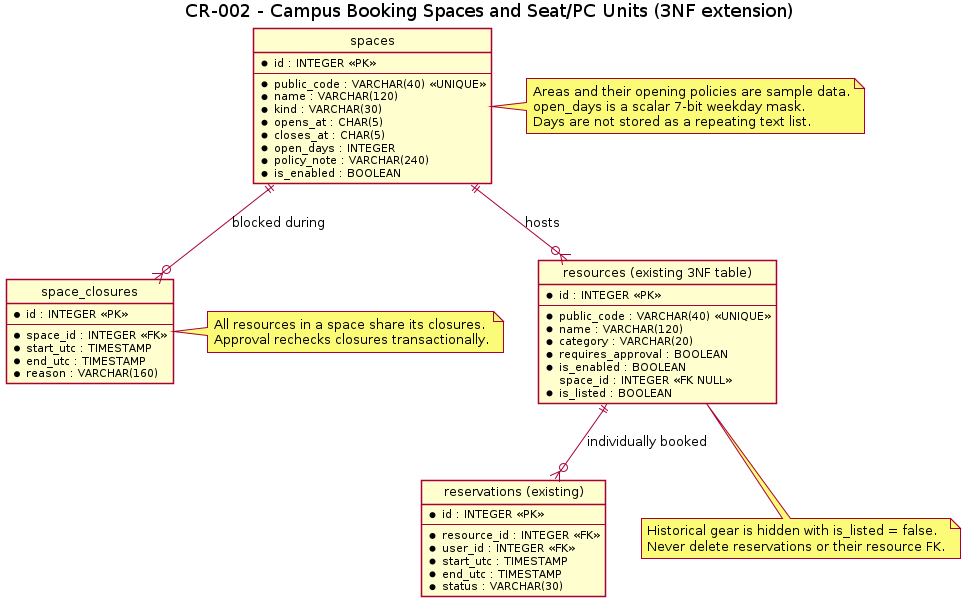 CR-002 - Campus Booking Spaces and Seat/PC Units (3NF extension)
spaces
id : INTEGER «PK»
public_code : VARCHAR(40) «UNIQUE»
name : VARCHAR(120)
kind : VARCHAR(30)
opens_at : CHAR(5)
closes_at : CHAR(5)
open_days : INTEGER
policy_note : VARCHAR(240)
is_enabled : BOOLEAN
Areas and their opening policies are sample data.
open_days is a scalar 7-bit weekday mask.
Days are not stored as a repeating text list.
blocked during
hosts
space_closures
id : INTEGER «PK»
space_id : INTEGER «FK»
start_utc : TIMESTAMP
end_utc : TIMESTAMP
reason : VARCHAR(160)
All resources in a space share its closures.
Approval rechecks closures transactionally.
resources (existing 3NF table)
id : INTEGER «PK»
public_code : VARCHAR(40) «UNIQUE»
name : VARCHAR(120)
category : VARCHAR(20)
requires_approval : BOOLEAN
is_enabled : BOOLEAN
space_id : INTEGER «FK NULL»
is_listed : BOOLEAN
individually booked
reservations (existing)
id : INTEGER «PK»
resource_id : INTEGER «FK»
user_id : INTEGER «FK»
start_utc : TIMESTAMP
end_utc : TIMESTAMP
status : VARCHAR(30)
Historical gear is hidden with is_listed = false.
Never delete reservations or their resource FK.